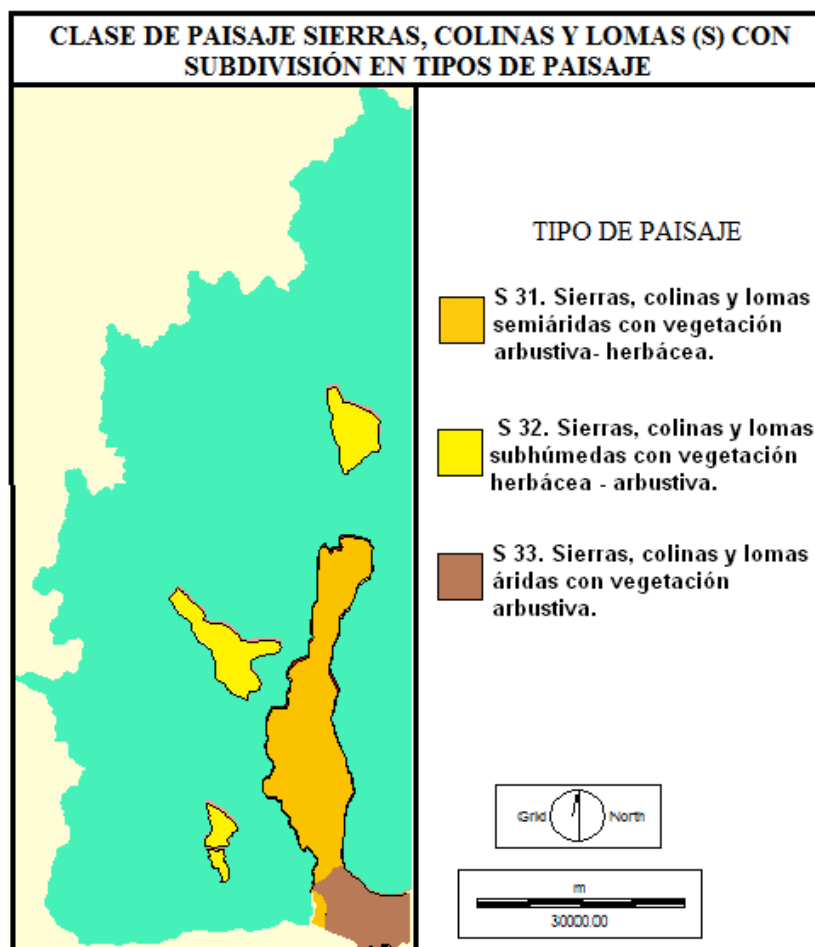 CLASE DE PAISAJE SIERRAS, COLINAS Y LOMAS (S) CON
SUBDIVISIÓN EN TIPOS DE PAISAJE
TIPO DE PAISAJE
S 31. Sierras, colinas y lomas
semiáridas con vegetación
arbustiva- herbácea.
S 32. Sierras, colinas y lomas
subhúmedas con vegetación
herbácea - arbustiva.
S 33. Sierras, colinas y lomas
áridas con vegetación
arbustiva.
Grid North
m
30000.00